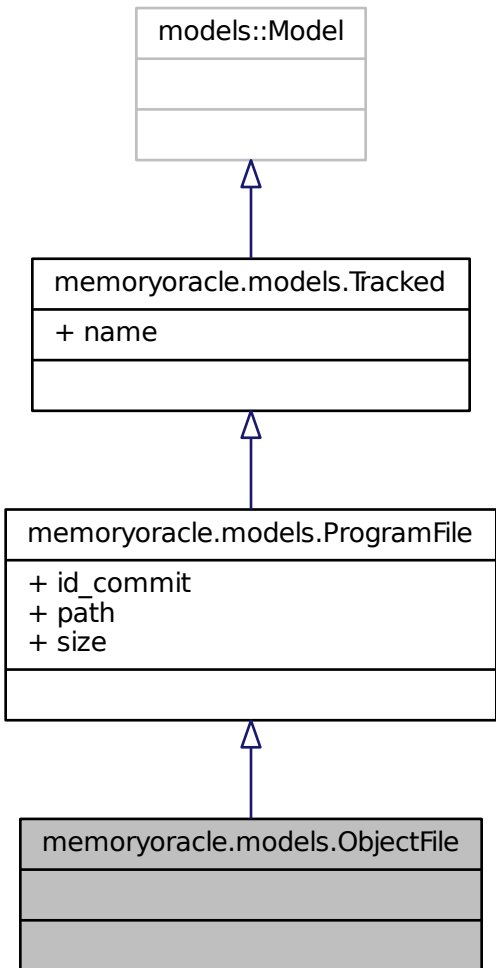 models::Model
memoryoracle.models.Tracked
+ name
memoryoracle.models.ProgramFile
+ id_commit
+ path
+ size
memoryoracle.models.ObjectFile